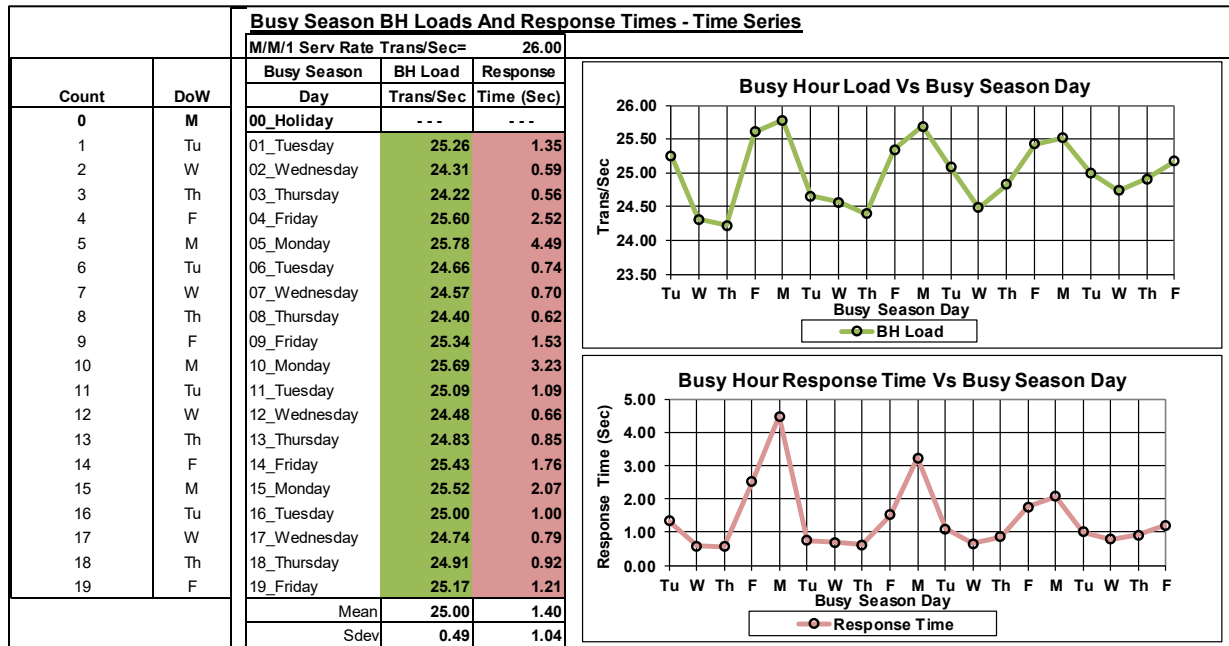 Busy Season BH Loads And Response Times - Time Series
M/M/1 Serv Rate Trans/Sec= 26.00
Busy Season BH Load Response
Count DoW Day Trans/Sec Time (Sec)
0 M 00_Holiday - - - - - -
1 Tu 01_Tuesday 25.26 1.35
2 W 02_Wednesday 24.31 0.59
3 Th 03_Thursday 24.22 0.56
4 F 04_Friday 25.60 2.52
5 M 05_Monday 25.78 4.49
6 Tu 06_Tuesday 24.66 0.74
7 W 07_Wednesday 24.57 0.70
8 Th 08_Thursday 24.40 0.62
9 F 09_Friday 25.34 1.53
10 M 10_Monday 25.69 3.23
11 Tu 11_Tuesday 25.09 1.09
12 W 12_Wednesday 24.48 0.66
13 Th 13_Thursday 24.83 0.85
14 F 14_Friday 25.43 1.76
15 M 15_Monday 25.52 2.07
16 Tu 16_Tuesday 25.00 1.00
17 W 17_Wednesday 24.74 0.79
18 Th 18_Thursday 24.91 0.92
19 F 19_Friday 25.17 1.21
Mean 25.00 1.40
Sdev 0.49 1.04
Busy Hour Load Vs Busy Season Day
26.00
25.50
25.00
24.50
24.00
23.50
Trans/Sec
Tu W Th F M Tu W Th F M Tu W Th F M Tu W Th F
Busy Season Day
BH Load
Busy Hour Response Time Vs Busy Season Day
5.00
4.00
3.00
2.00
1.00
0.00
Response Time (Sec)
Tu W Th F M Tu W Th F M Tu W Th F M Tu W Th F
Busy Season Day
Response Time